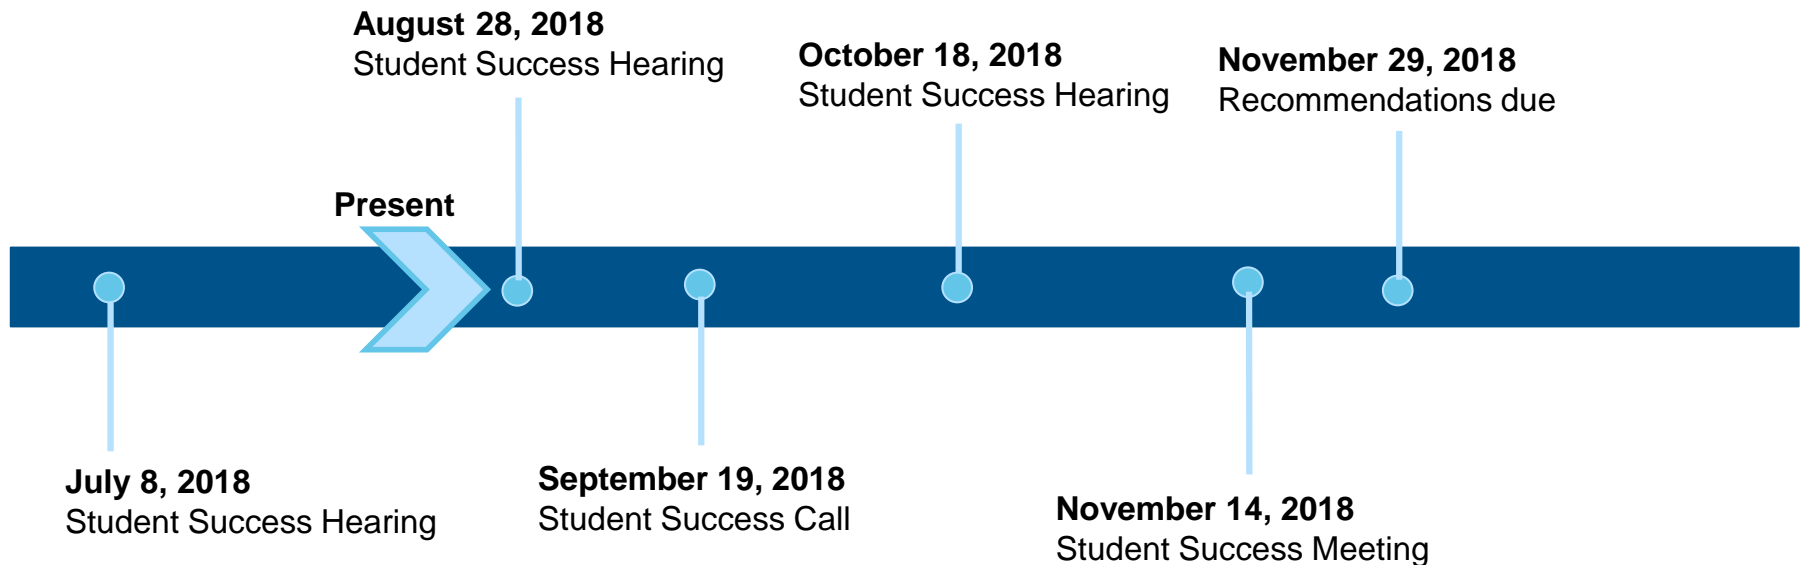 August 28, 2018
Student Success Hearing
October 18, 2018
Student Success Hearing
November 29, 2018
Recommendations due
Present
July 8, 2018
Student Success Hearing
September 19, 2018
Student Success Call
November 14, 2018
Student Success Meeting